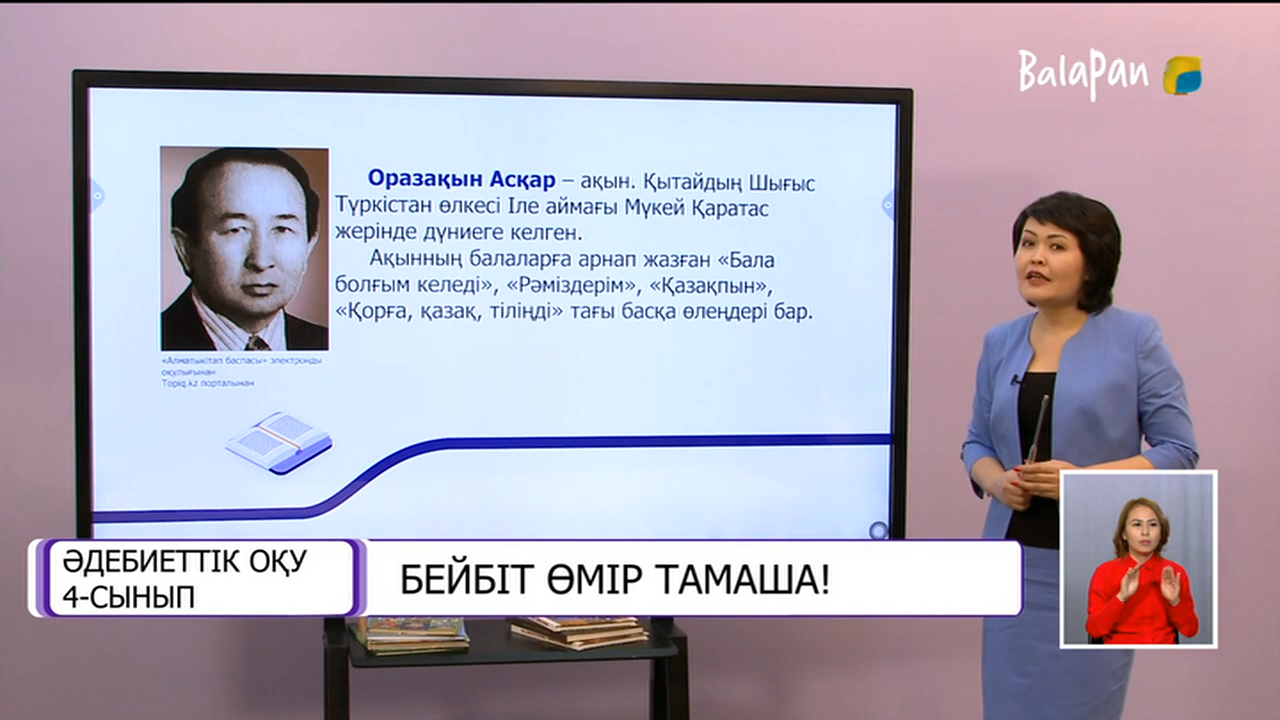 Balapan
Оразақын Асқар – ақын. Қытайдың Шығыс
Түркістан өлкесі Іле аймағы Мүкей Қаратас
жерінде дүниеге келген.
Ақынның балаларға арнап жазған «Бала
болғым келеді», «Рәміздерім», «Қазақпын»,
«Қорға, қазақ, тіліңді» тағы басқа өлеңдері бар.
«Алматыкітап баспасы» электронды
оқулығынан
Topiq.kz порталынан
ӘДЕБИЕТТІК ОҚУ
4-СЫНЫП
БЕЙБІТ ӨМІР ТАМАША!